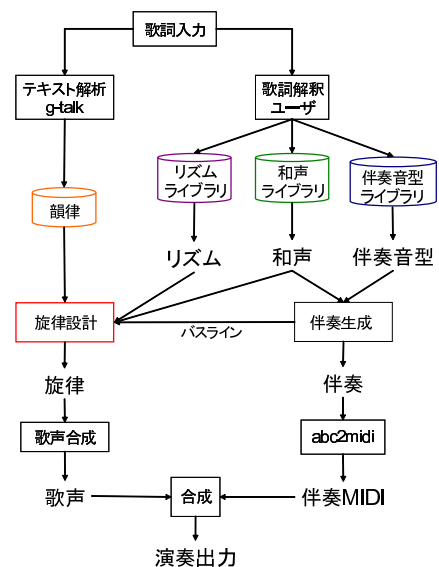 歌詞入力
テキスト解析
g-talk
歌詞解釈
ユーザ
リズム
ライブラリ
和声
ライブラリ
伴奏音型
ライブラリ
韻律
リズム
和声
伴奏音型
旋律設計
バスライン
伴奏生成
旋律
伴奏
歌声合成
abc2midi
歌声
合成
伴奏MIDI
演奏出力